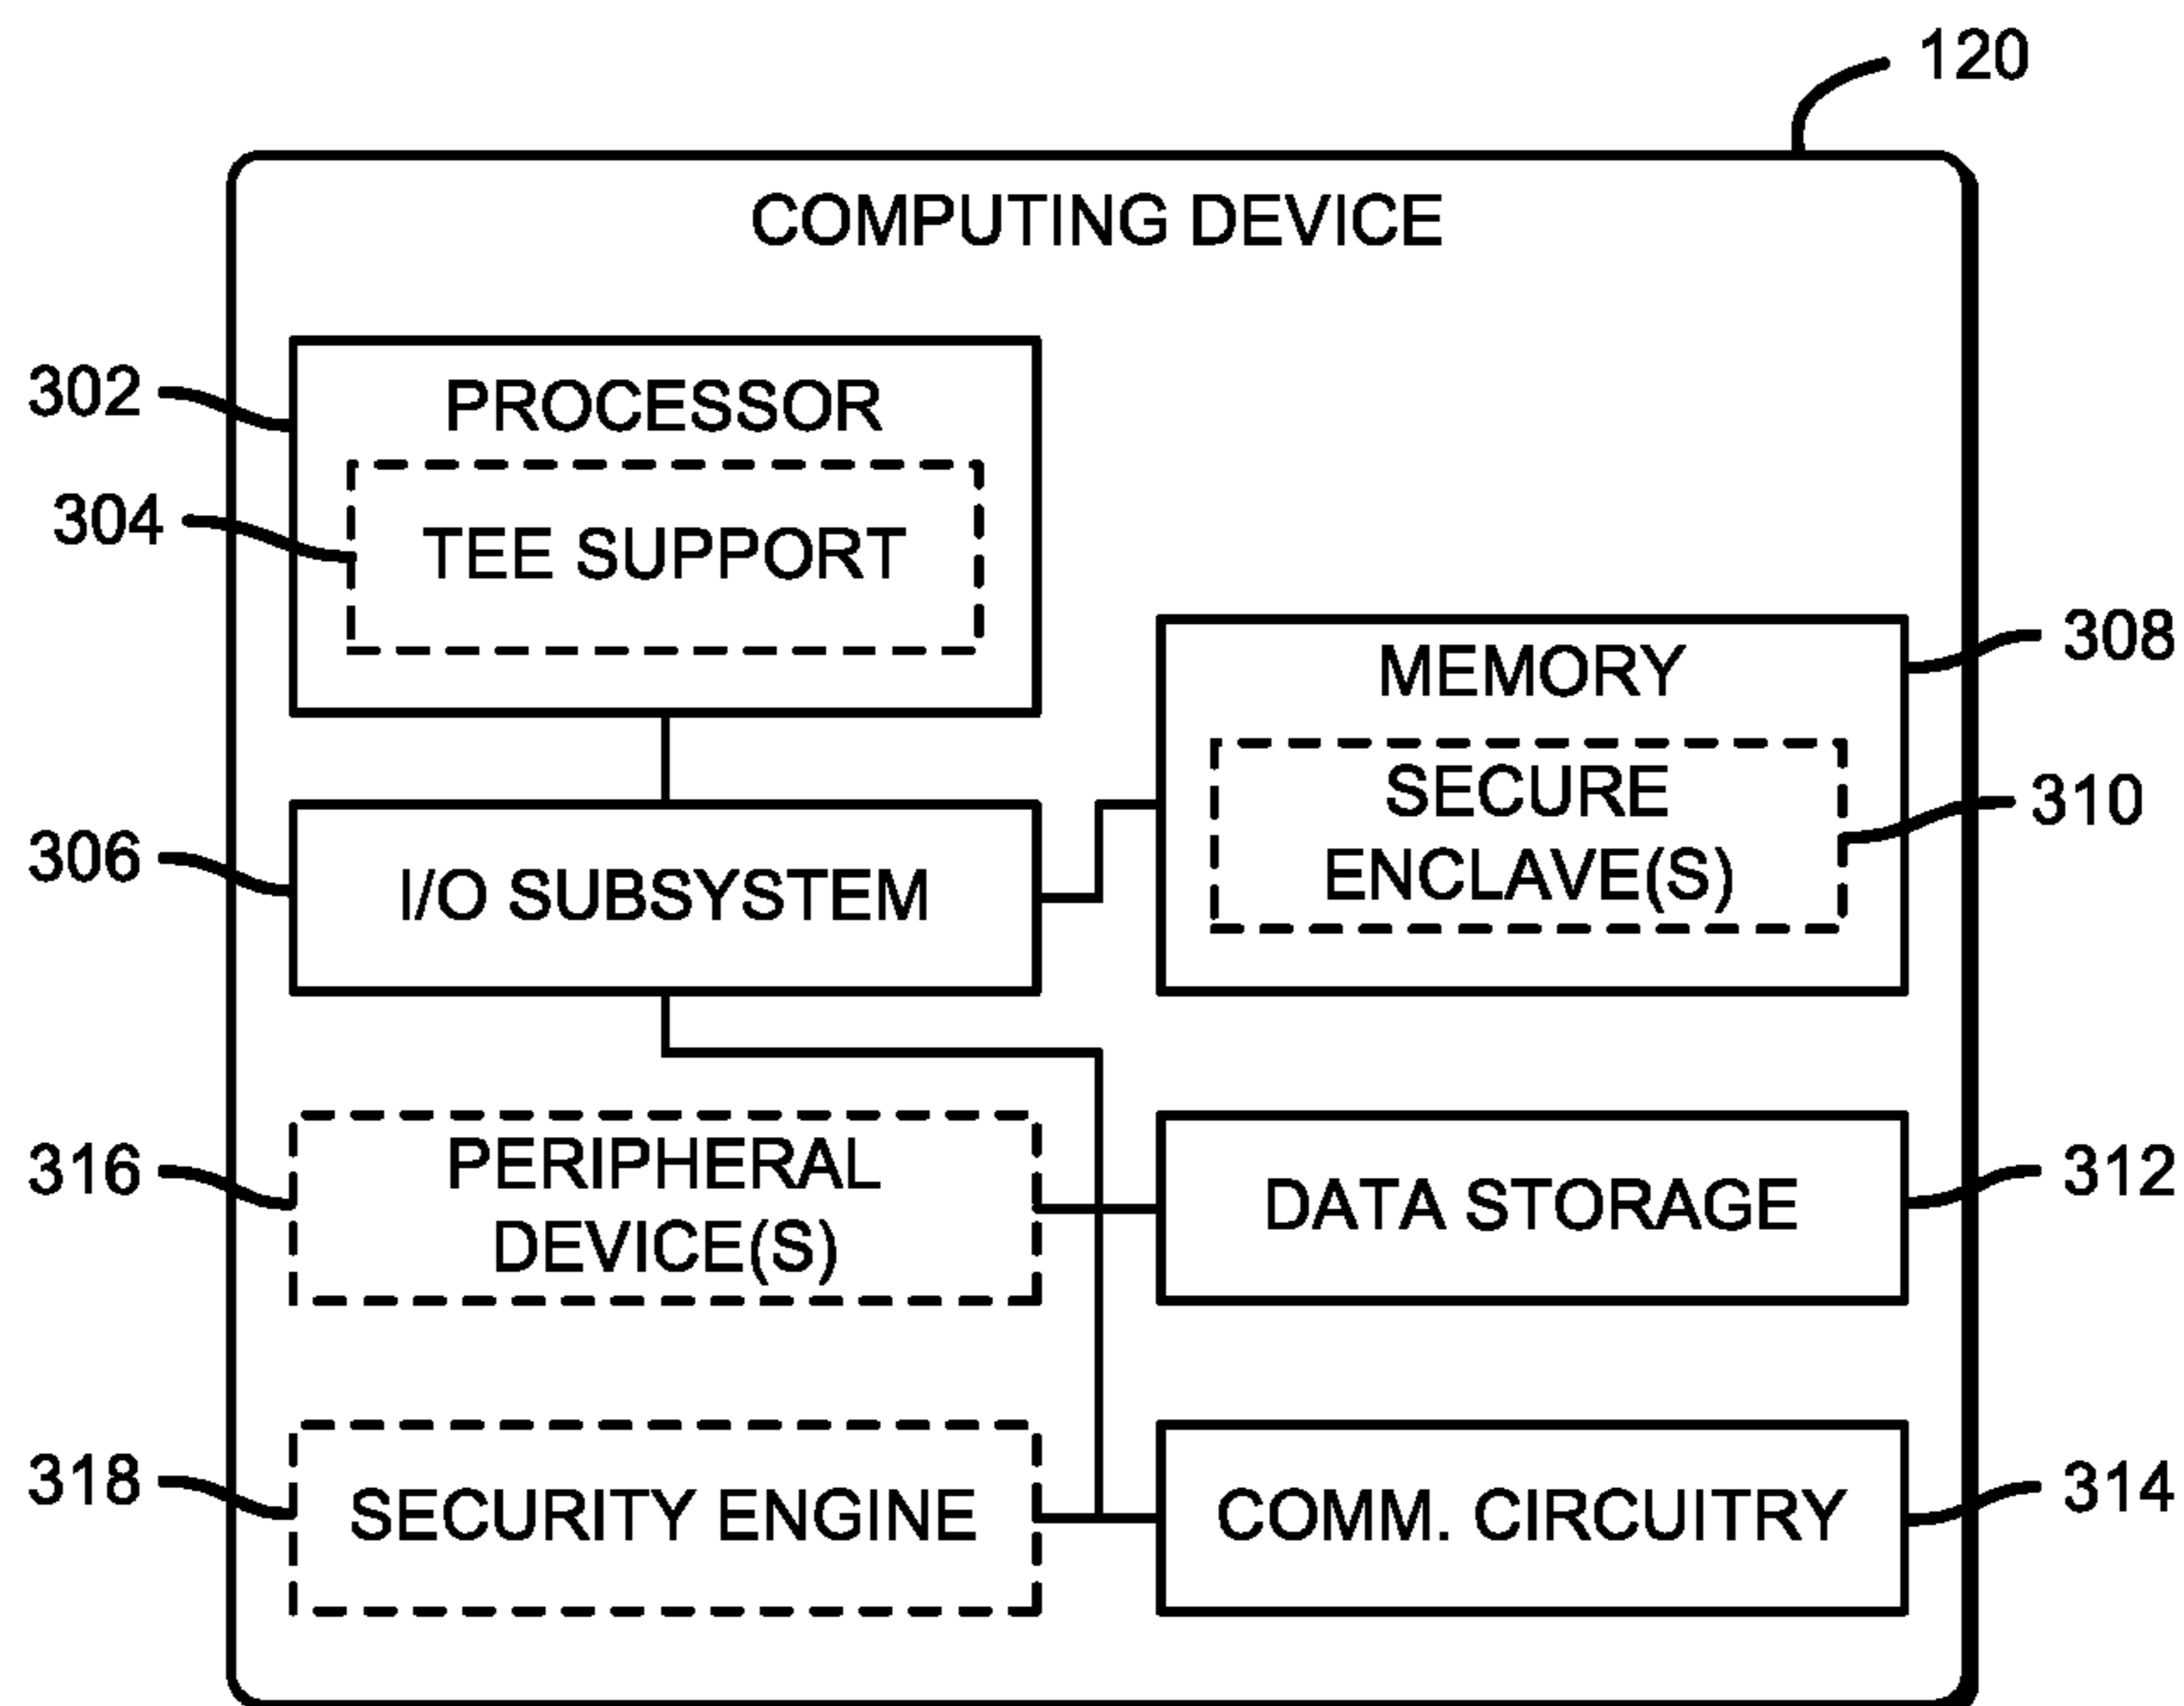 120
COMPUTING DEVICE
302
PROCESSOR
304
TEE SUPPORT
308
MEMORY
310
SECURE
ENCLAVE(S)
306
I/O SUBSYSTEM
316
PERIPHERAL
DEVICE(S)
312
DATA STORAGE
318
SECURITY ENGINE
314
COMM. CIRCUITRY